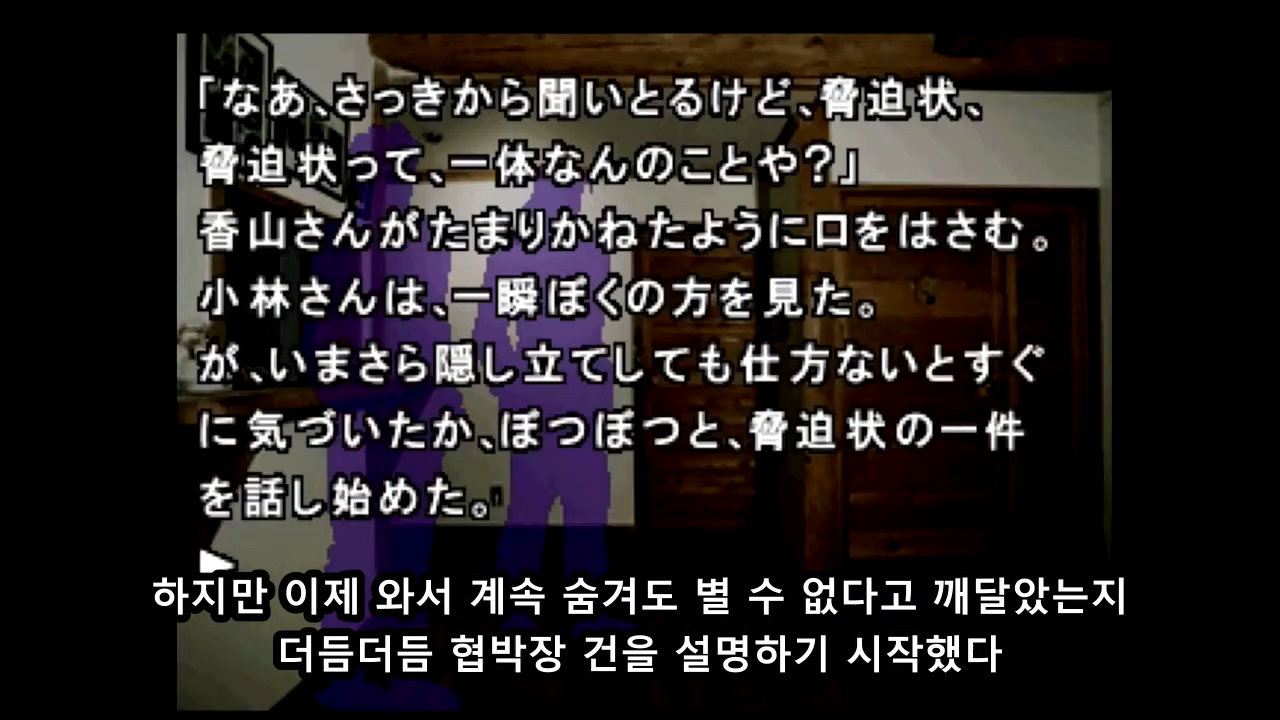 「なあ、さっきから聞いとるけど、脅迫状、
脅迫状って、一体なんのことや？」
香山さんがたまりかねたように口をはさむ。
小林さんは、一瞬ぼくの方を見た。
が、いまさら隠し立てしても仕方ないとすぐ
に気づいたか、ぽつぽつと、脅迫状の一件
を話し始めた。
하지만 이제 와서 계속 숨겨도 별 수 없다고 깨달았는지
더듬더듬 협박장 건을 설명하기 시작했다